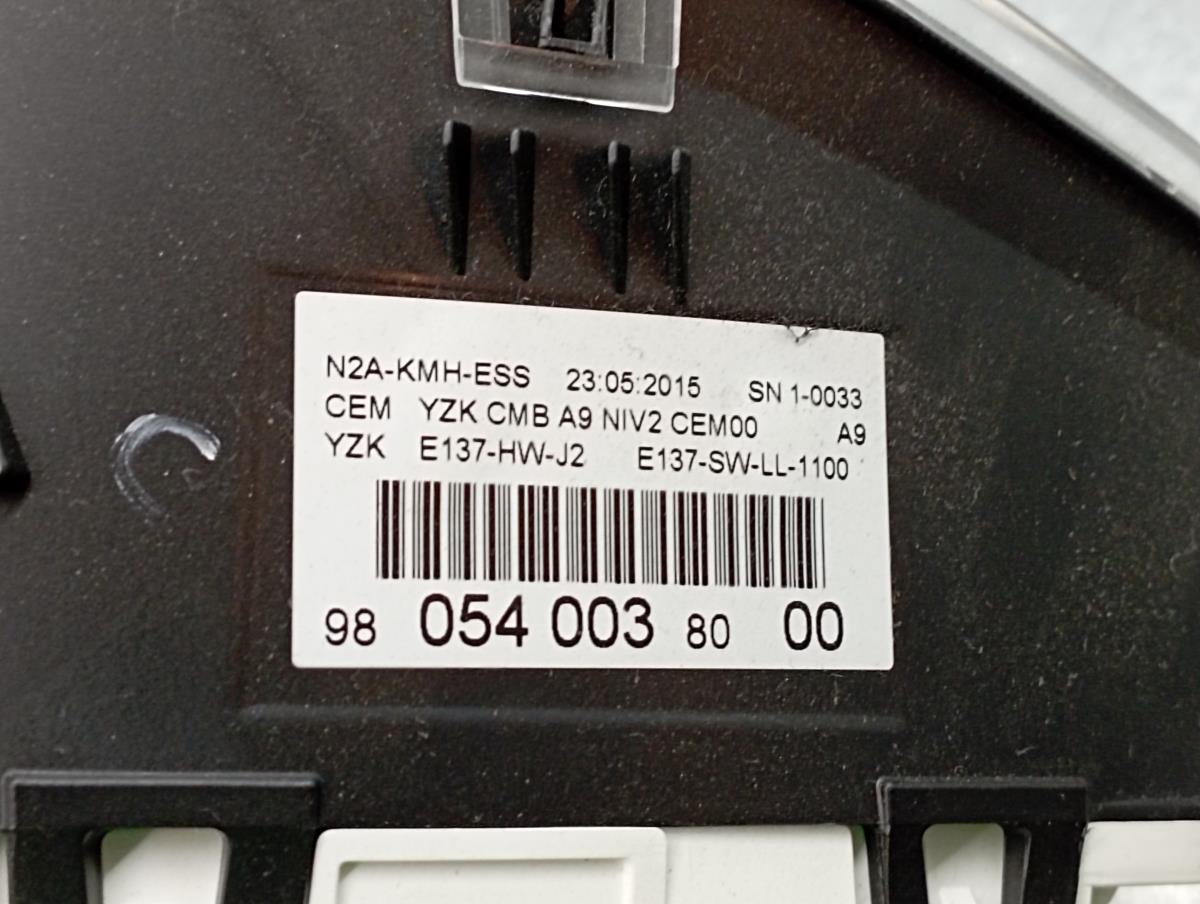 N2A-KMH-ESS 23:05:2015 SN 1-0033
CEM YZK CMB A9 NIV2 CEM00 A9
YZK E137-HW-J2 E137-SW-LL-1100
98 054 003 80 00